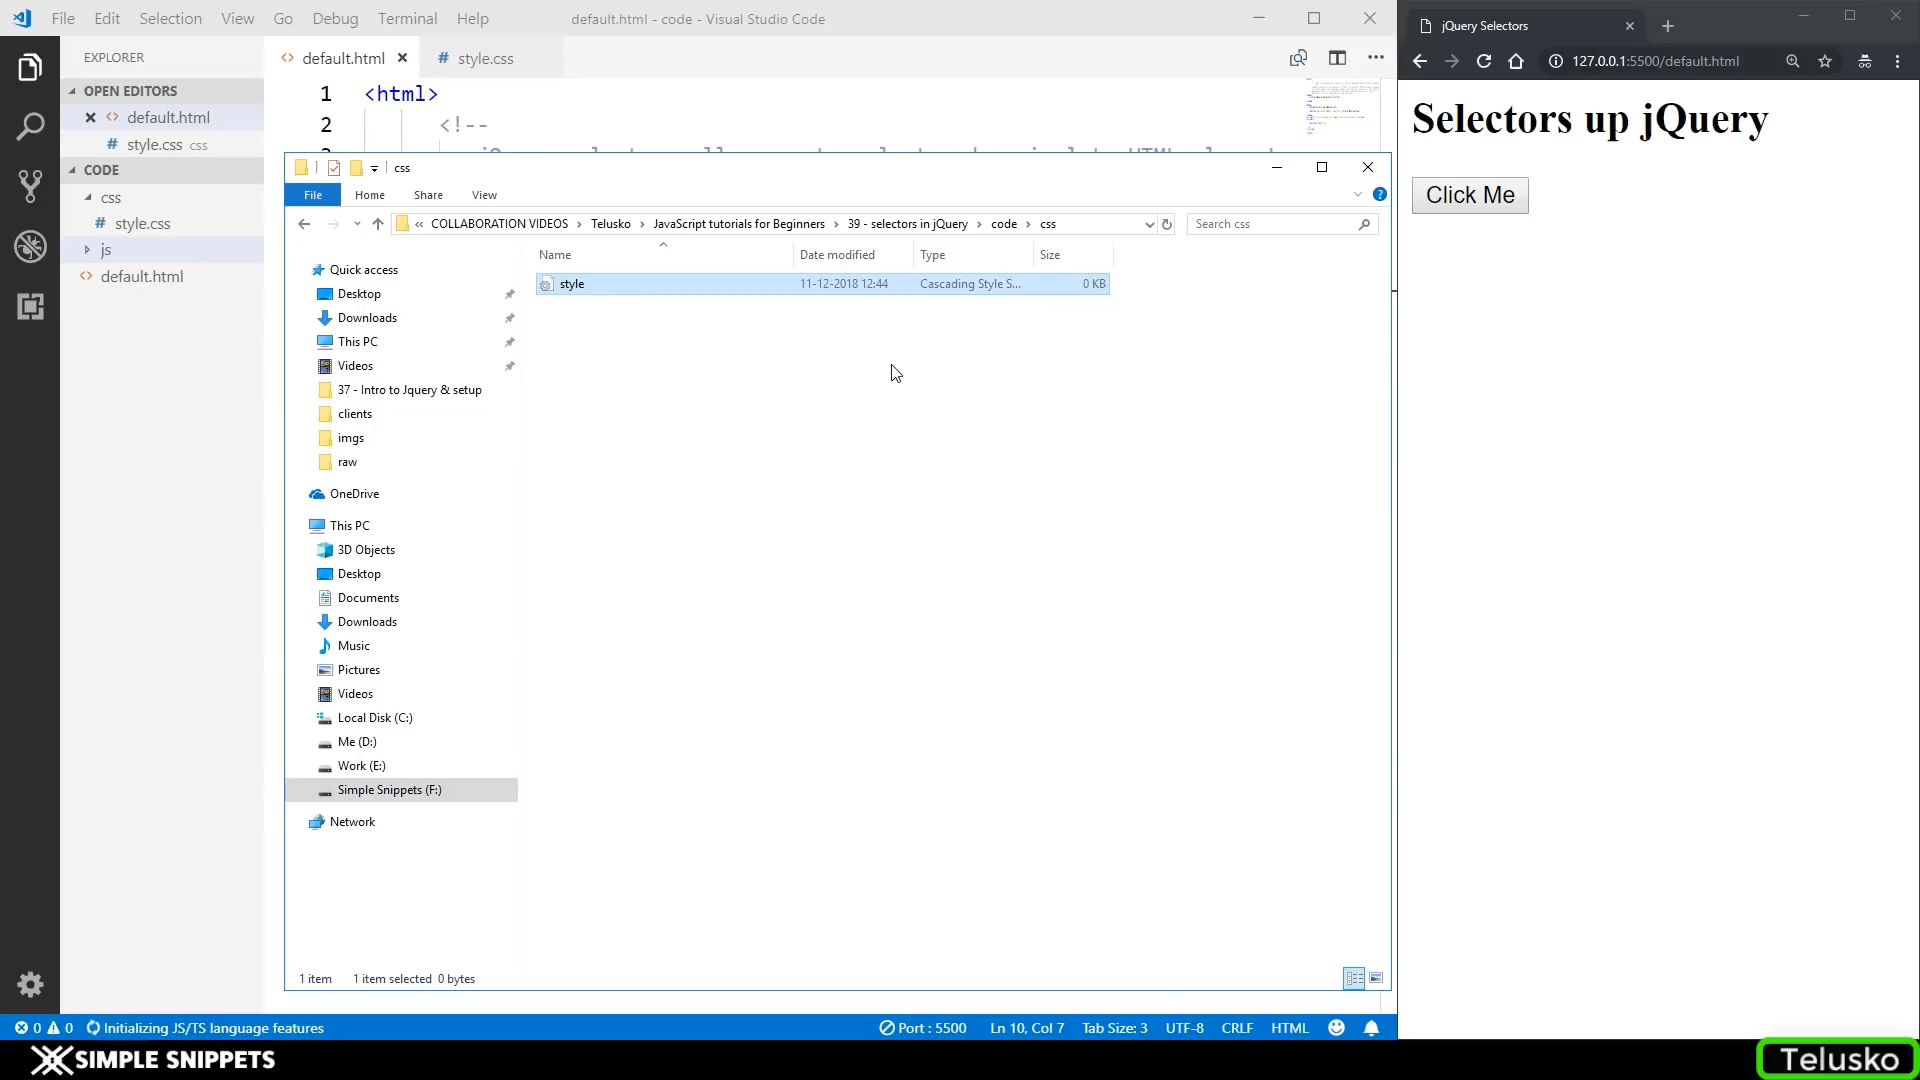 File Edit Selection View Go Debug Terminal Help
default.html - code - Visual Studio Code
EXPLORER
OPEN EDITORS
default.html
style.css css
CODE
css
style.css
js
default.html
default.html
style.css
1 <html>
2 <!--
css
File Home Share View
« COLLABORATION VIDEOS › Telusko › JavaScript tutorials for Beginners › 39 - selectors in jQuery › code › css
Search css
Name Date modified Type Size
style 11-12-2018 12:44 Cascading Style S... 0 KB
Quick access
Desktop
Downloads
This PC
Videos
37 - Intro to Jquery & setup
clients
imgs
raw
OneDrive
This PC
3D Objects
Desktop
Documents
Downloads
Music
Pictures
Videos
Local Disk (C:)
Me (D:)
Work (E:)
Simple Snippets (F:)
Network
1 item 1 item selected 0 bytes
0 0 Initializing JS/TS language features
Port : 5500 Ln 10, Col 7 Tab Size: 3 UTF-8 CRLF HTML
jQuery Selectors
127.0.0.1:5500/default.html
Selectors up jQuery
Click Me
SIMPLE SNIPPETS
Telusko